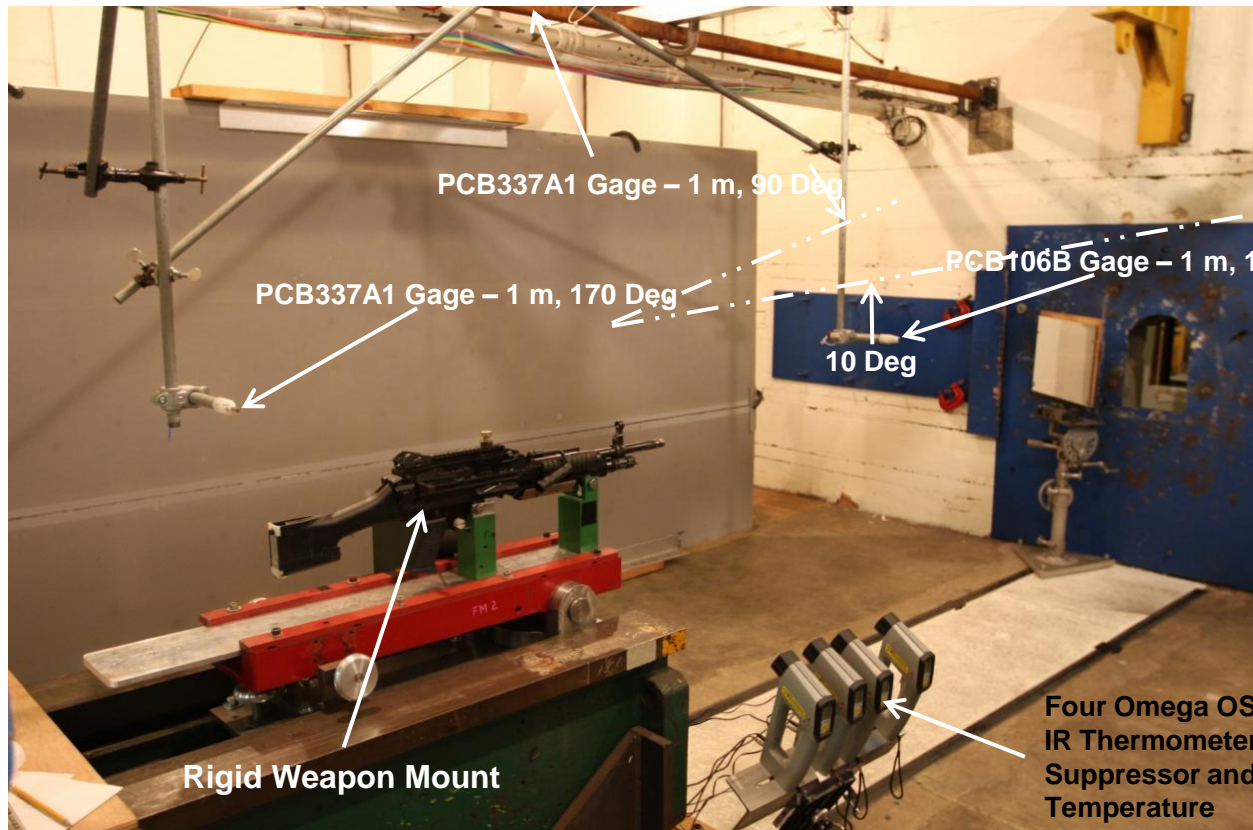 PCB337A1 Gage – 1 m, 90 Deg
PCB106B Gage – 1 m, 1
PCB337A1 Gage – 1 m, 170 Deg
10 Deg
FM 2
Four Omega OS
IR Thermometer
Suppressor and
Temperature
Rigid Weapon Mount